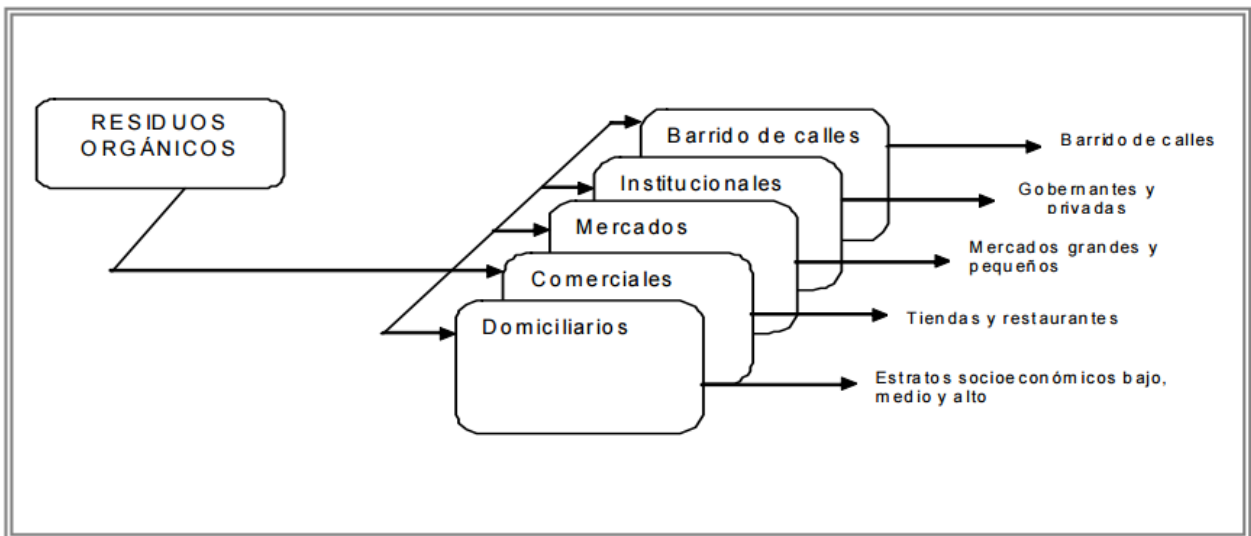 RESIDUOS
ORGÁNICOS
Barrido de calles
Barrido de calles
Institucionales
Gobernantes y
privadas
Mercados
Mercados grandes y
pequeños
Comerciales
Tiendas y restaurantes
Domiciliarios
Estratos socioeconómicos bajo,
medio y alto